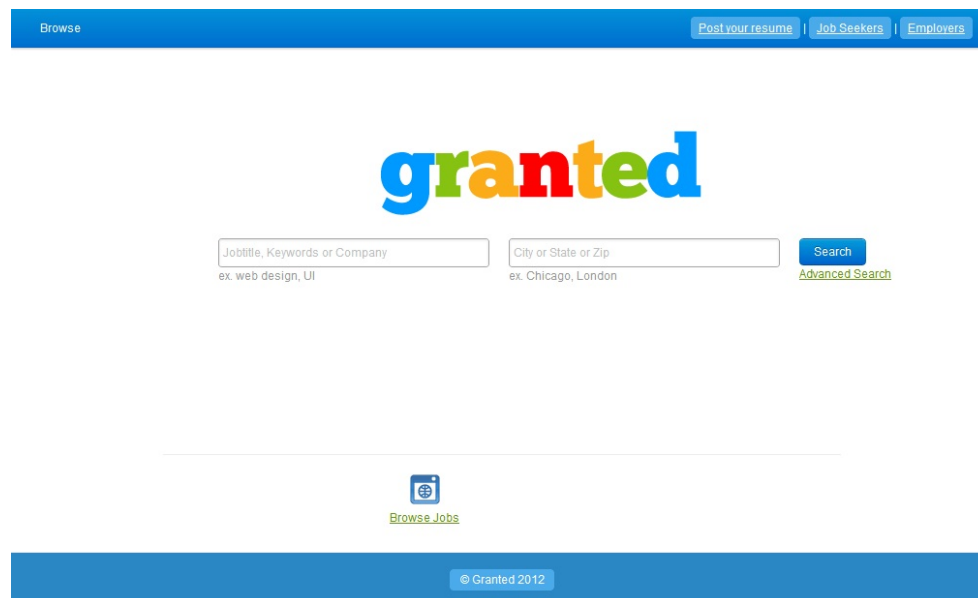 Browse
Post your resume | Job Seekers | Employers
granted
Jobtitle, Keywords or Company
City or State or Zip
Search
ex. web design, UI
ex. Chicago, London
Advanced Search
Browse Jobs
© Granted 2012